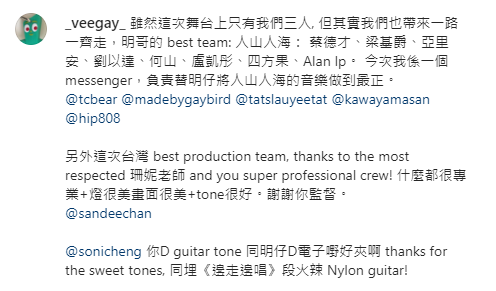 _veegay_ 雖然這次舞台上只有我們三人, 但其實我們也帶來一路
一齊走，明哥的 best team: 人山人海： 蔡德才、梁基爵、亞里
安、劉以達、何山、盧凱彤、四方果、Alan Ip。 今次我係一個
messenger，負責替明仔將人山人海的音樂做到最正。
@tcbear @madebygaybird @tatslauyeetat @kawayamasan
@hip808
另外這次台灣 best production team, thanks to the most
respected 珊妮老師 and you super professional crew! 什麼都很專
業+燈很美畫面很美+tone很好。謝謝你監督。
@sandeechan
@sonicheng 你D guitar tone 同明仔D電子嘢好夾啊 thanks for
the sweet tones, 同埋《邊走邊唱》段火辣 Nylon guitar!